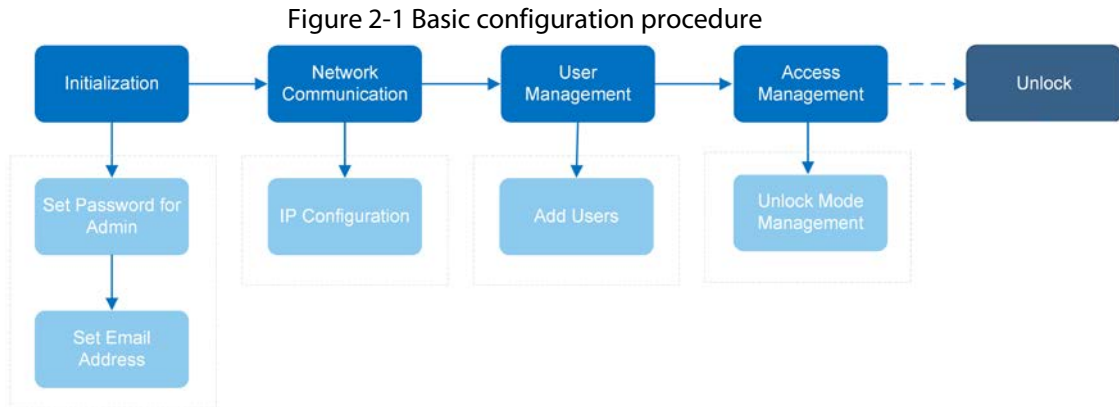 Figure 2-1 Basic configuration procedure
Initialization
Network
Communication
User
Management
Access
Management
Unlock
Set Password for
Admin
IP Configuration
Add Users
Unlock Mode
Management
Set Email
Address